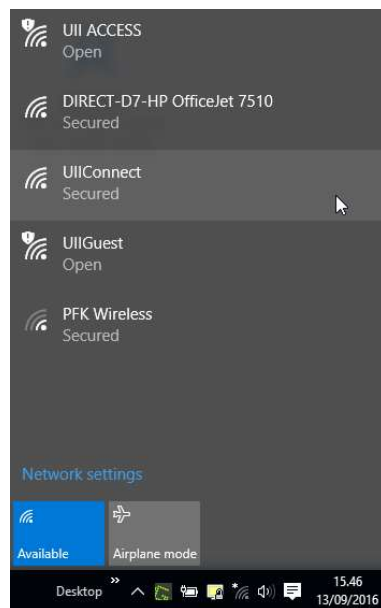 UII ACCESS
Open
DIRECT-D7-HP OfficeJet 7510
Secured
UIIConnect
Secured
UIIGuest
Open
PFK Wireless
Secured
Network settings
Available
Airplane mode
Desktop
15.46
13/09/2016